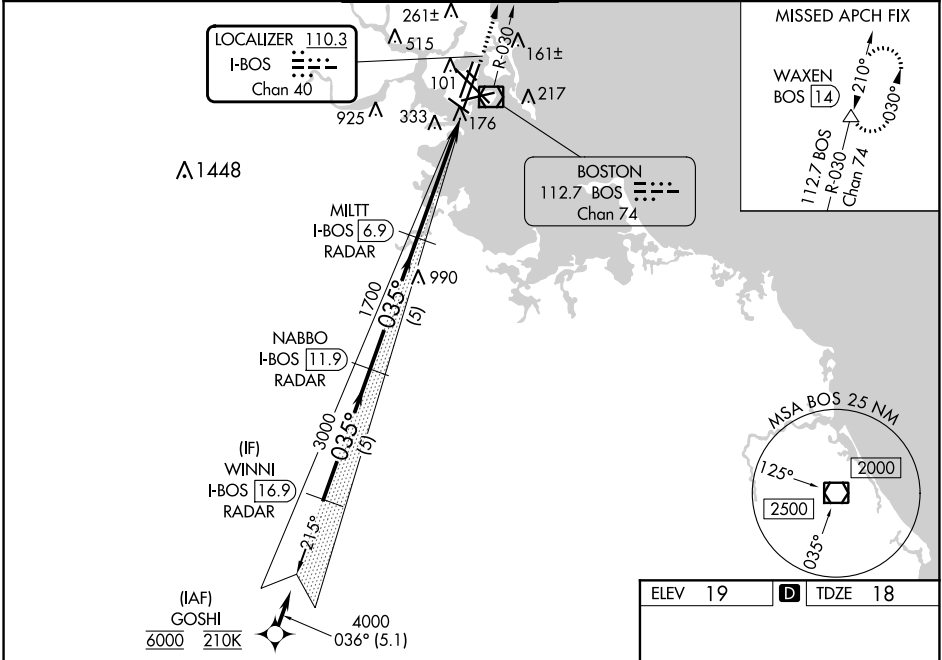 261±
515
R-030
161±
LOCALIZER 110.3
I-BOS
Chan 40
101
217
925
333
176
1448
BOSTON
112.7 BOS
Chan 74
MISSED APCH FIX
WAXEN
BOS 14
210°
030°
112.7 BOS
R-030
Chan 74
MILTT
I-BOS 6.9
RADAR
990
1700
035°
(5)
NABBO
I-BOS 11.9
RADAR
3000
035°
(5)
(IF)
WINNI
I-BOS 16.9
RADAR
215°
(IAF)
GOSHI
6000 210K
4000
036° (5.1)
MSA BOS 25 NM
125°
2000
2500
035°
ELEV 19 D TDZE 18